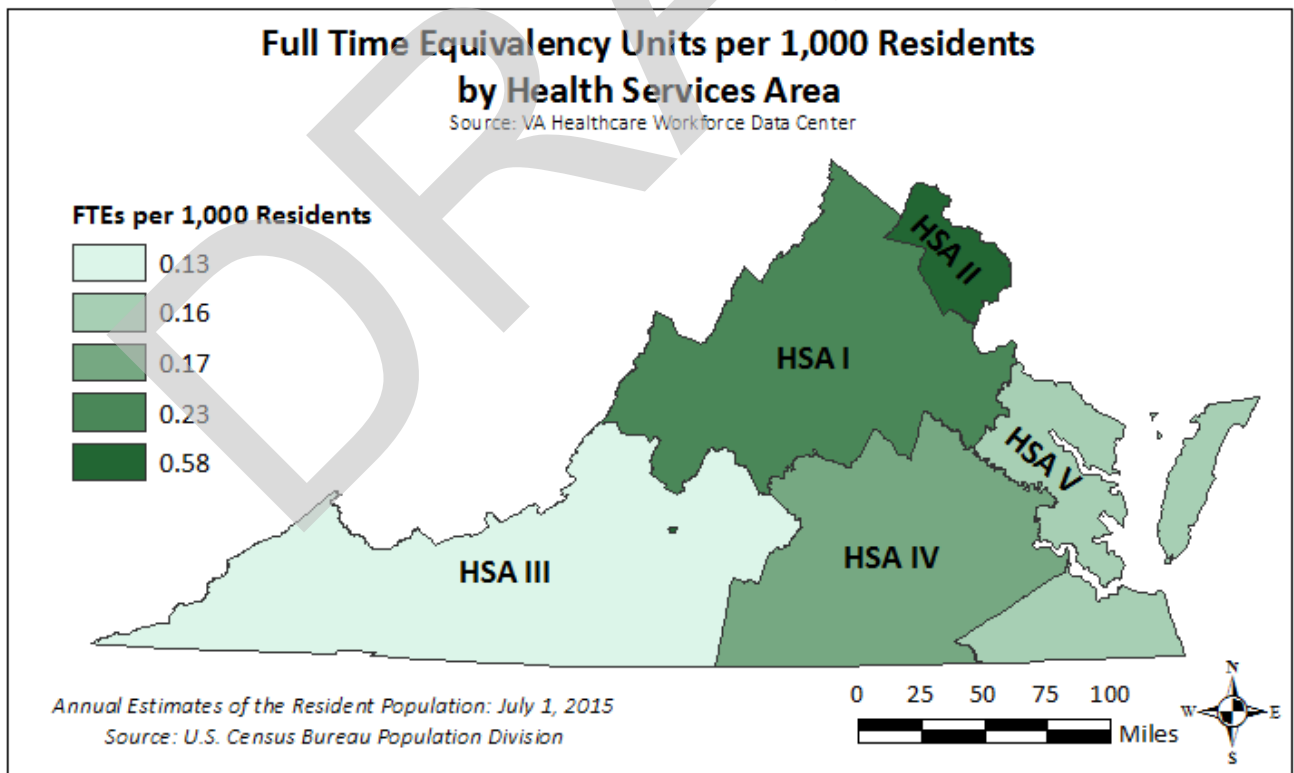 Full Time Equivalency Units per 1,000 Residents
by Health Services Area
Source: VA Healthcare Workforce Data Center
FTEs per 1,000 Residents
0.13
0.16
0.17
0.23
0.58
HSA II
HSA I
HSA V
HSA IV
HSA III
Annual Estimates of the Resident Population: July 1, 2015
Source: U.S. Census Bureau Population Division
0 25 50 75 100
Miles
N
W E
S
DRA